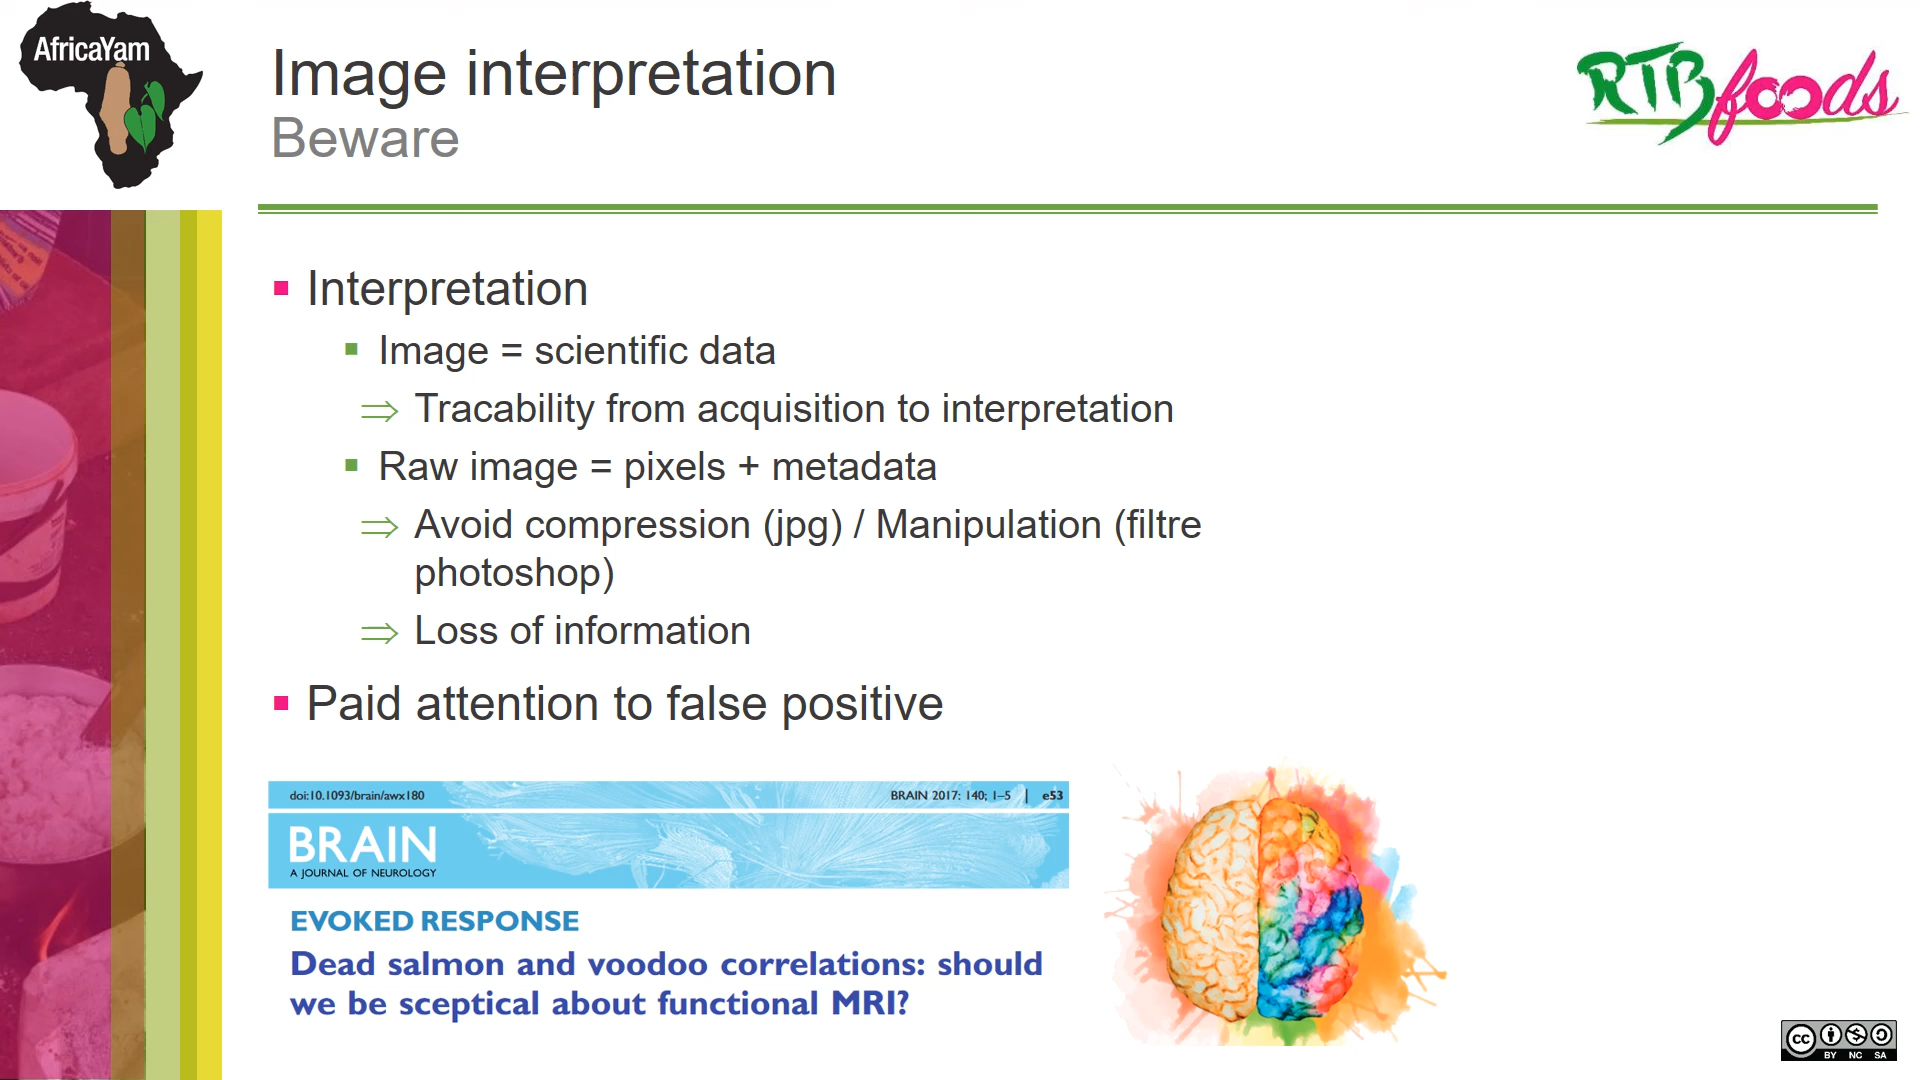 AfricaYam
Image interpretation
Beware
RTBfoods
Interpretation
Image = scientific data
⇒ Tracability from acquisition to interpretation
Raw image = pixels + metadata
⇒ Avoid compression (jpg) / Manipulation (filtre
photoshop)
⇒ Loss of information
Paid attention to false positive
doi:10.1093/brain/awx180
BRAIN 2017: 140; 1–5 | e53
BRAIN
A JOURNAL OF NEUROLOGY
EVOKED RESPONSE
Dead salmon and voodoo correlations: should
we be sceptical about functional MRI?
CC BY NC SA